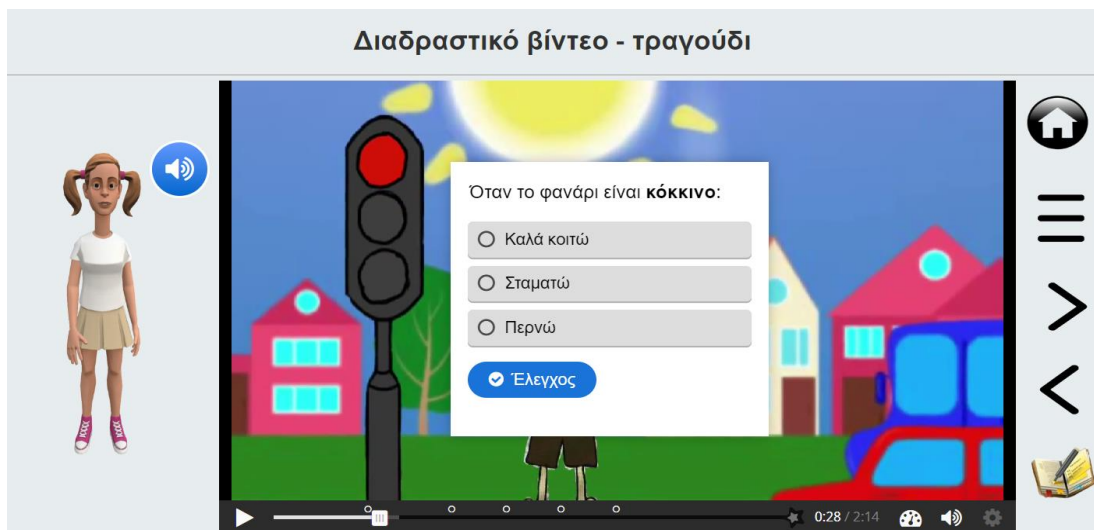 Διαδραστικό βίντεο - τραγούδι
Όταν το φανάρι είναι κόκκινο:
Καλά κοιτώ
Σταματώ
Περνώ
Έλεγχος
0:28 / 2:14